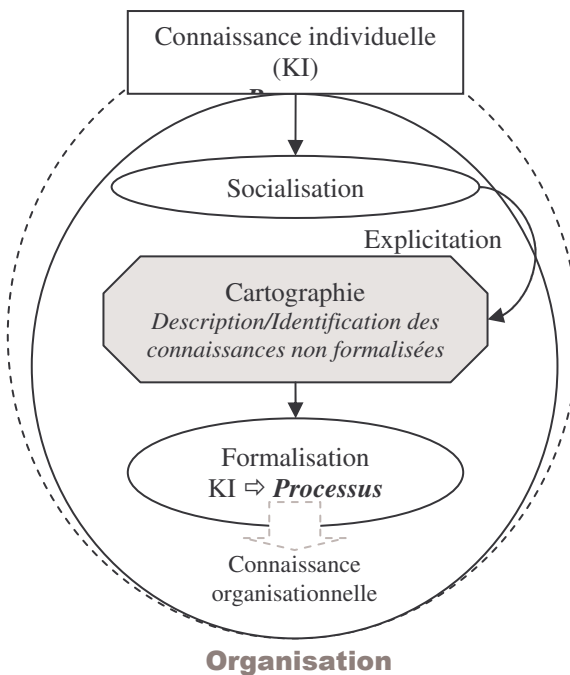 Connaissance individuelle
(KI)
Socialisation
Explicitation
Cartographie
Description/Identification des
connaissances non formalisées
Formalisation
KI ⇨ Processus
Connaissance
organisationnelle
Organisation